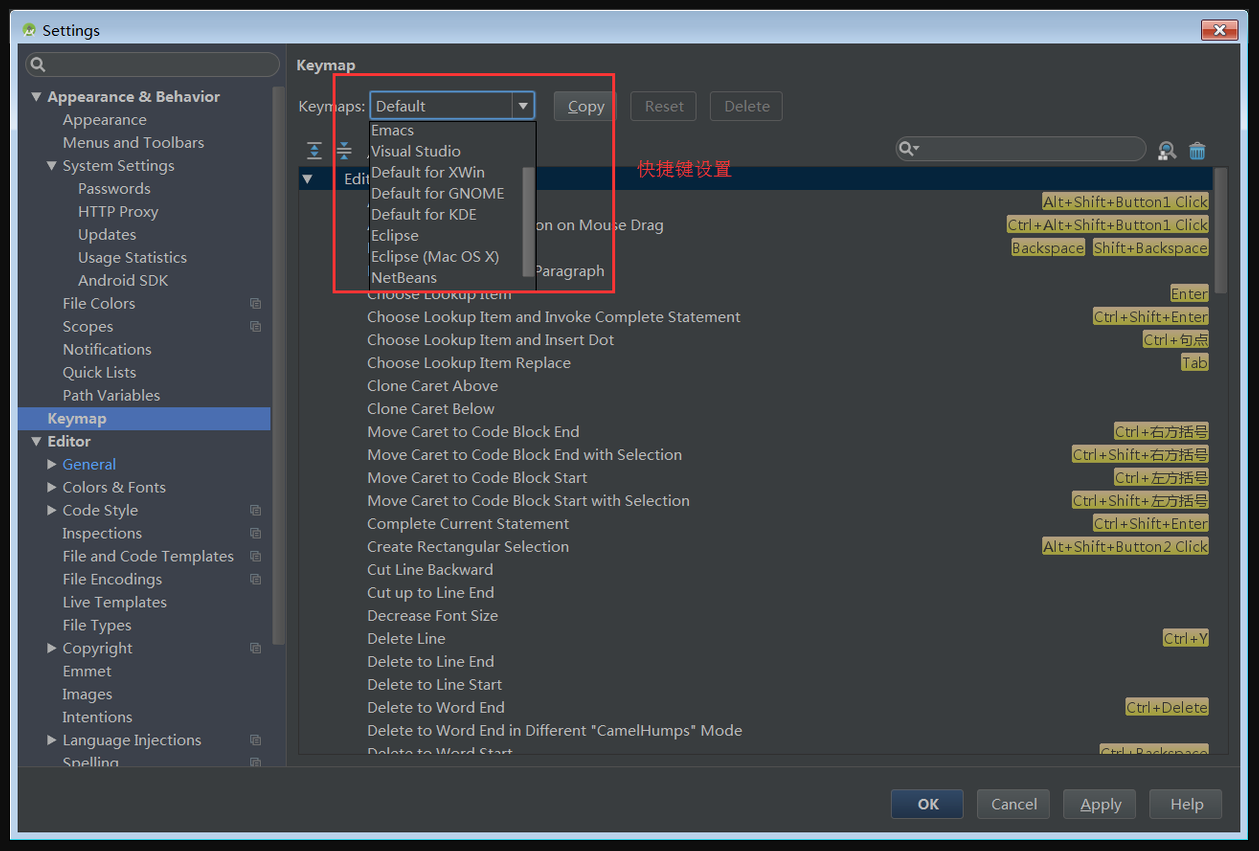 Settings
Appearance & Behavior
Appearance
Menus and Toolbars
System Settings
Passwords
HTTP Proxy
Updates
Usage Statistics
Android SDK
File Colors
Scopes
Notifications
Quick Lists
Path Variables
Keymap
Editor
General
Colors & Fonts
Code Style
Inspections
File and Code Templates
File Encodings
Live Templates
File Types
Copyright
Emmet
Images
Intentions
Language Injections
Spelling
Keymap
Keymaps: Default Copy Reset Delete
Emacs
Visual Studio
Default for XWin
Default for GNOME
Default for KDE
Eclipse
Eclipse (Mac OS X)
NetBeans
快捷键设置
Edit
Alt+Shift+Button1 Click
on on Mouse Drag Ctrl+Alt+Shift+Button1 Click
Backspace Shift+Backspace
Paragraph
Choose Lookup Item Enter
Choose Lookup Item and Invoke Complete Statement Ctrl+Shift+Enter
Choose Lookup Item and Insert Dot Ctrl+句点
Choose Lookup Item Replace Tab
Clone Caret Above
Clone Caret Below
Move Caret to Code Block End Ctrl+右方括号
Move Caret to Code Block End with Selection Ctrl+Shift+右方括号
Move Caret to Code Block Start Ctrl+左方括号
Move Caret to Code Block Start with Selection Ctrl+Shift+左方括号
Complete Current Statement Ctrl+Shift+Enter
Create Rectangular Selection Alt+Shift+Button2 Click
Cut Line Backward
Cut up to Line End
Decrease Font Size
Delete Line Ctrl+Y
Delete to Line End
Delete to Line Start
Delete to Word End Ctrl+Delete
Delete to Word End in Different "CamelHumps" Mode
Delete to Word Start Ctrl+Backspace
OK Cancel Apply Help